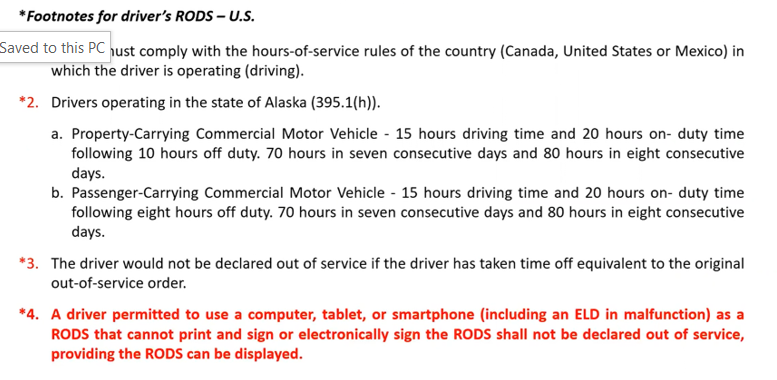 *Footnotes for driver's RODS – U.S.
Saved to this PC
must comply with the hours-of-service rules of the country (Canada, United States or Mexico) in
which the driver is operating (driving).
*2. Drivers operating in the state of Alaska (395.1(h)).
a. Property-Carrying Commercial Motor Vehicle - 15 hours driving time and 20 hours on- duty time
following 10 hours off duty. 70 hours in seven consecutive days and 80 hours in eight consecutive
days.
b. Passenger-Carrying Commercial Motor Vehicle - 15 hours driving time and 20 hours on- duty time
following eight hours off duty. 70 hours in seven consecutive days and 80 hours in eight consecutive
days.
*3. The driver would not be declared out of service if the driver has taken time off equivalent to the original
out-of-service order.
*4. A driver permitted to use a computer, tablet, or smartphone (including an ELD in malfunction) as a
RODS that cannot print and sign or electronically sign the RODS shall not be declared out of service,
providing the RODS can be displayed.